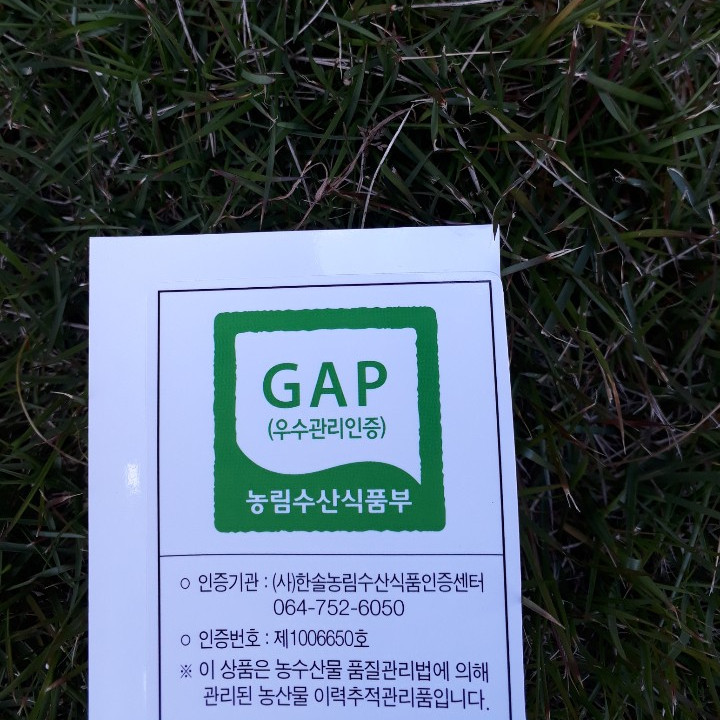 GAP
(우수관리인증)
농림수산식품부
○ 인증기관 : (사)한솔농림수산식품인증센터
064-752-6050
○ 인증번호 : 제1006650호
※ 이 상품은 농수산물 품질관리법에 의해
관리된 농산물 이력추적관리품입니다.